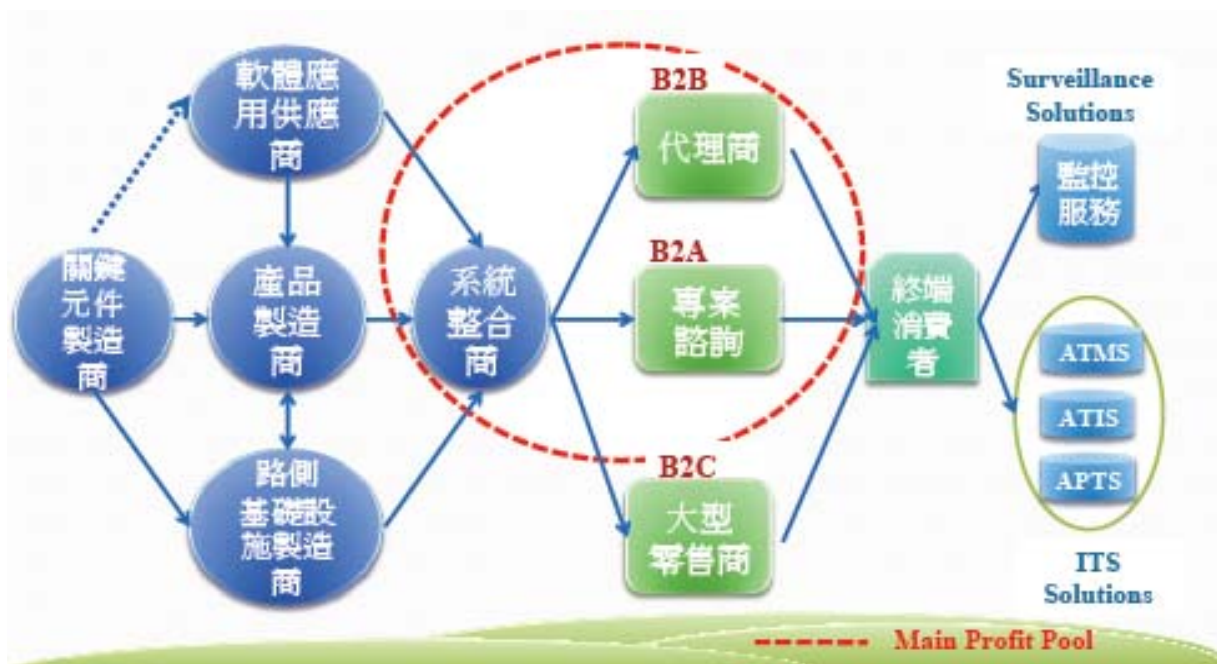 軟體應
用供應
商
關鍵
元件
製造
商
產品
製造
商
路側
基礎設
施製造
商
系統
整合
商
B2B
代理商
B2A
專案
諮詢
B2C
大型
零售商
終端
消費
者
Surveillance
Solutions
監控
服務
ATMS
ATIS
APTS
ITS
Solutions
Main Profit Pool